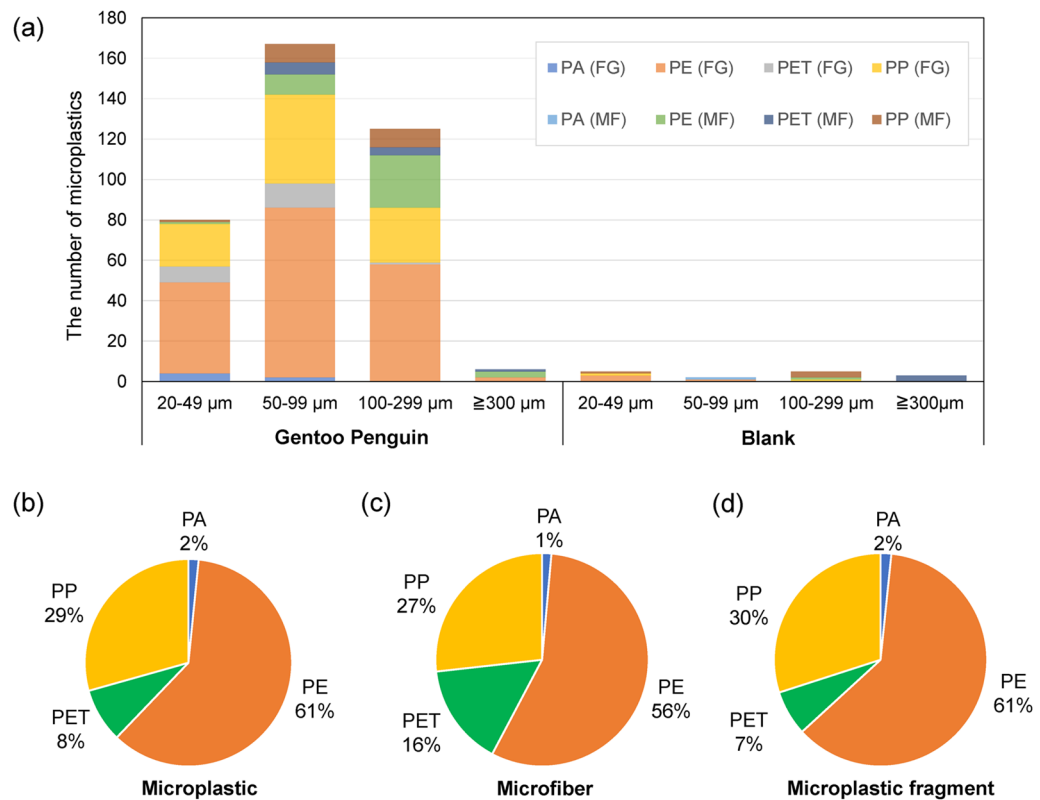 (a)
The number of microplastics
180
160
140
120
100
80
60
40
20
0
PA (FG) PE (FG) PET (FG) PP (FG)
PA (MF) PE (MF) PET (MF) PP (MF)
20-49 μm 50-99 μm 100-299 μm ≧300 μm 20-49 μm 50-99 μm 100-299 μm ≧300μm
Gentoo Penguin Blank
(b)
PA
2%
PP
29%
PE
61%
PET
8%
Microplastic
(c)
PA
1%
PP
27%
PE
56%
PET
16%
Microfiber
(d)
PA
2%
PP
30%
PE
61%
PET
7%
Microplastic fragment